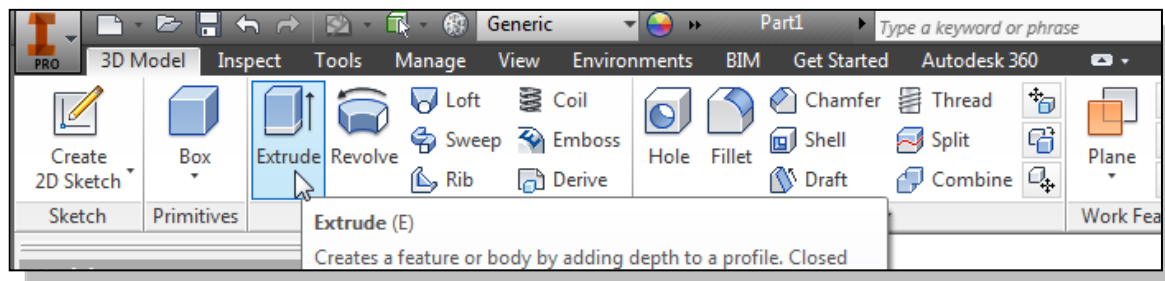 Generic Part1 Type a keyword or phrase
PRO 3D Model Inspect Tools Manage View Environments BIM Get Started Autodesk 360
Loft Coil Chamfer Thread
Sweep Emboss Shell Split
Create Box Extrude Revolve Hole Fillet Plane
2D Sketch Rib Derive Draft Combine
Sketch Primitives Extrude (E) Work Fea
Creates a feature or body by adding depth to a profile. Closed